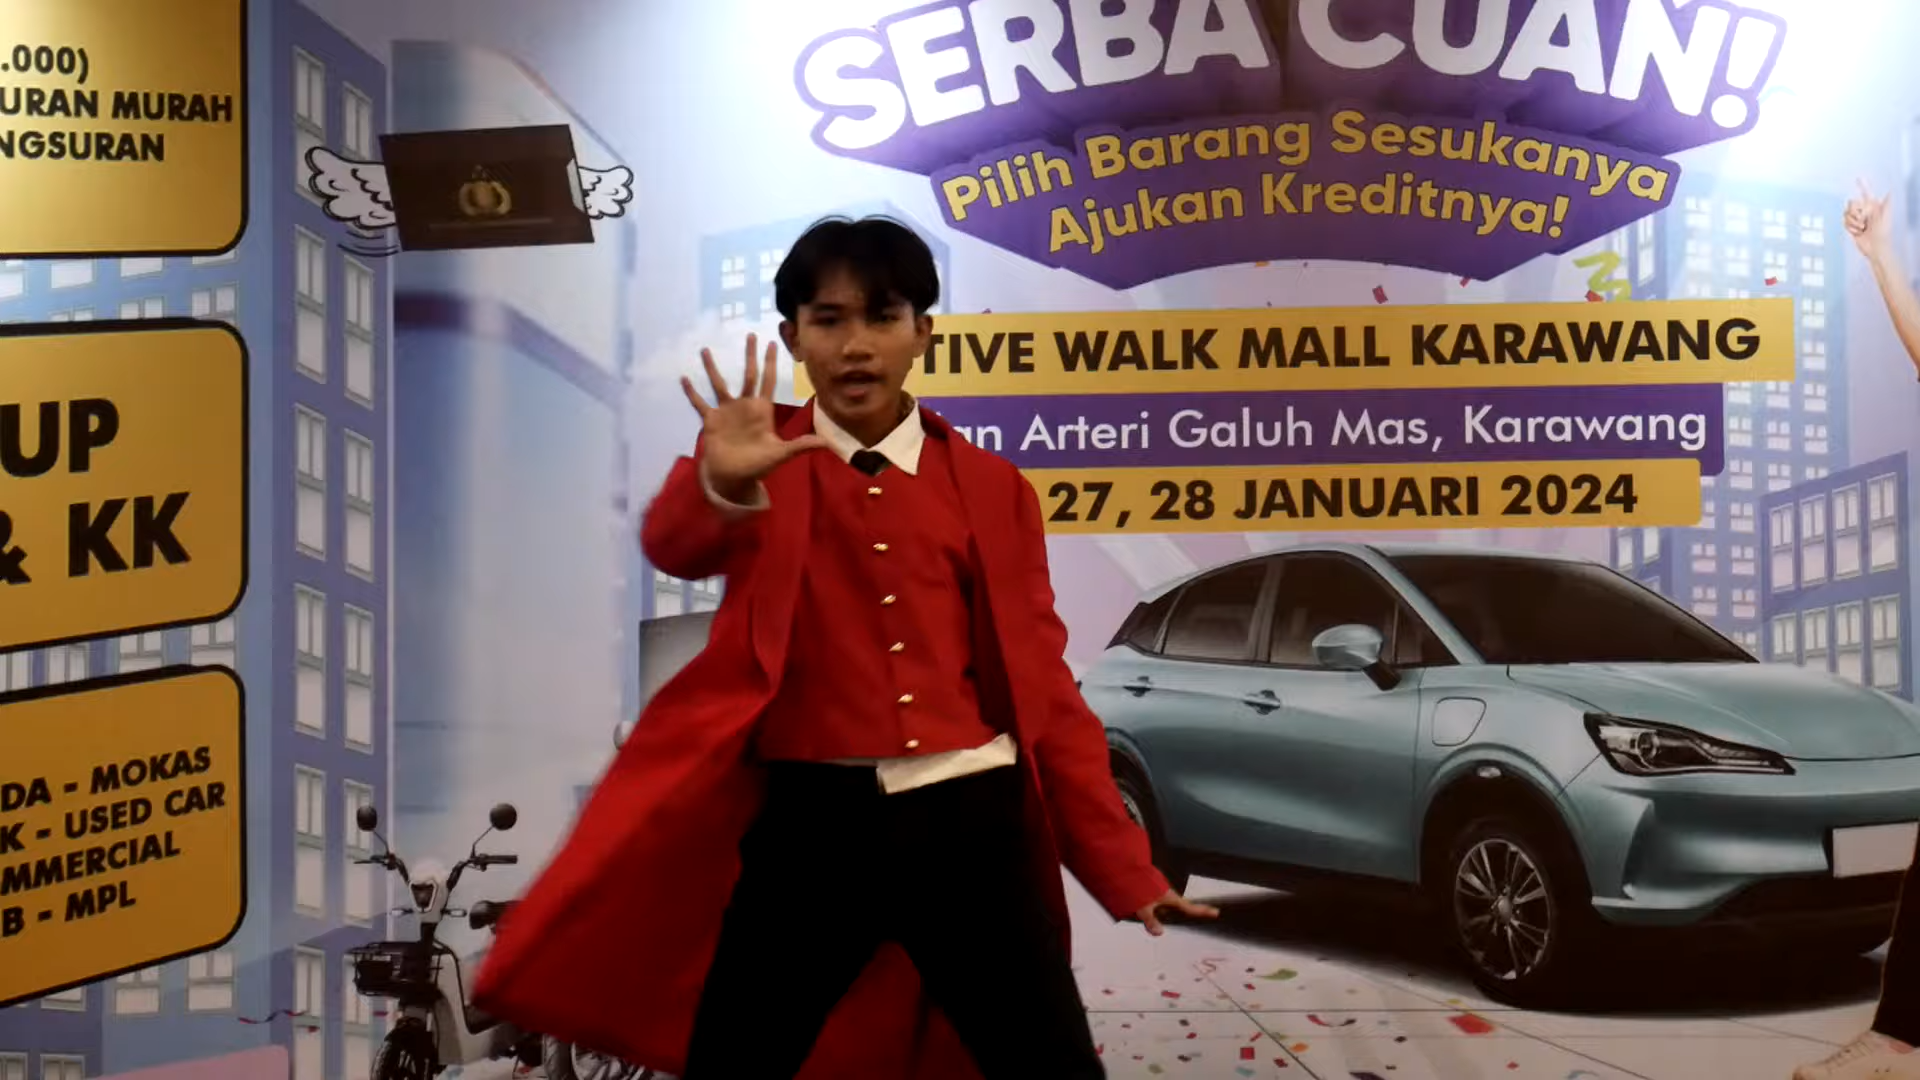 .000)
URAN MURAH
NGSURAN
UP
& KK
DA - MOKAS
K - USED CAR
MMERCIAL
B - MPL
SERBA CUAN!
Pilih Barang Sesukanya
Ajukan Kreditnya!
TIVE WALK MALL KARAWANG
an Arteri Galuh Mas, Karawang
27, 28 JANUARI 2024